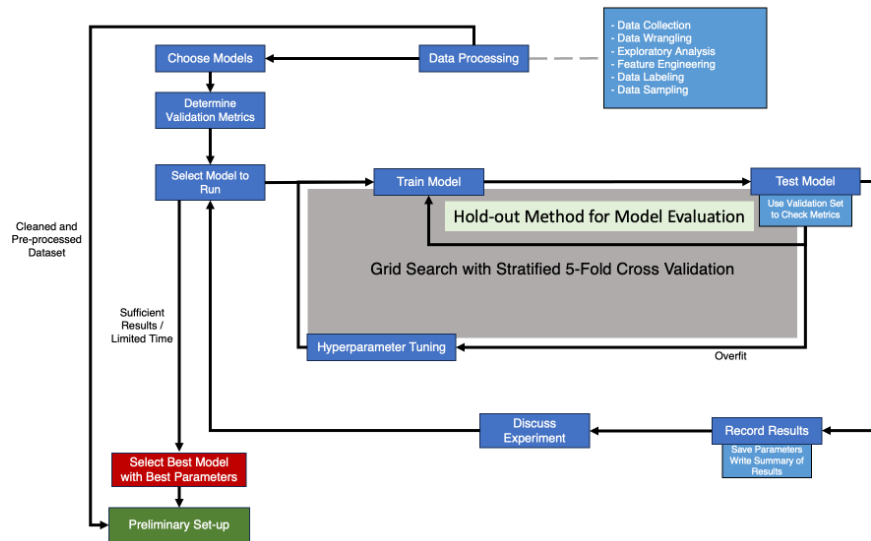 - Data Collection
- Data Wrangling
- Exploratory Analysis
- Feature Engineering
- Data Labeling
- Data Sampling
Choose Models
Data Processing
Determine
Validation Metrics
Select Model to
Run
Train Model
Test Model
Use Validation Set
to Check Metrics
Hold-out Method for Model Evaluation
Cleaned and
Pre-processed
Dataset
Grid Search with Stratified 5-Fold Cross Validation
Sufficient
Results /
Limited Time
Hyperparameter Tuning
Overfit
Discuss
Experiment
Record Results
Save Parameters
Write Summary of
Results
Select Best Model
with Best Parameters
Preliminary Set-up